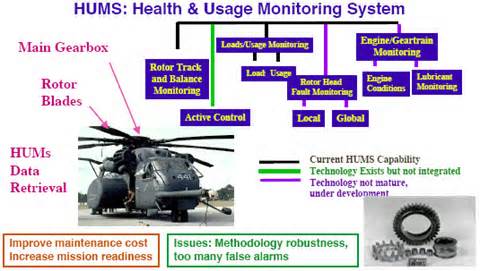 HUMS: Health & Usage Monitoring System
Main Gearbox
Rotor
Blades
HUMs
Data
Retrieval
Rotor Track
and Balance
Monitoring
Active Control
Loads/Usage Monitoring
Loads Usage
Rotor Head
Fault Monitoring
Local
Global
Engine/Geartrain
Monitoring
Engine
Conditions
Lubricant
Monitoring
Current HUMS Capability
Technology Exists but not integrated
Technology not mature,
under development
Improve maintenance cost
Increase mission readiness
Issues: Methodology robustness,
too many false alarms